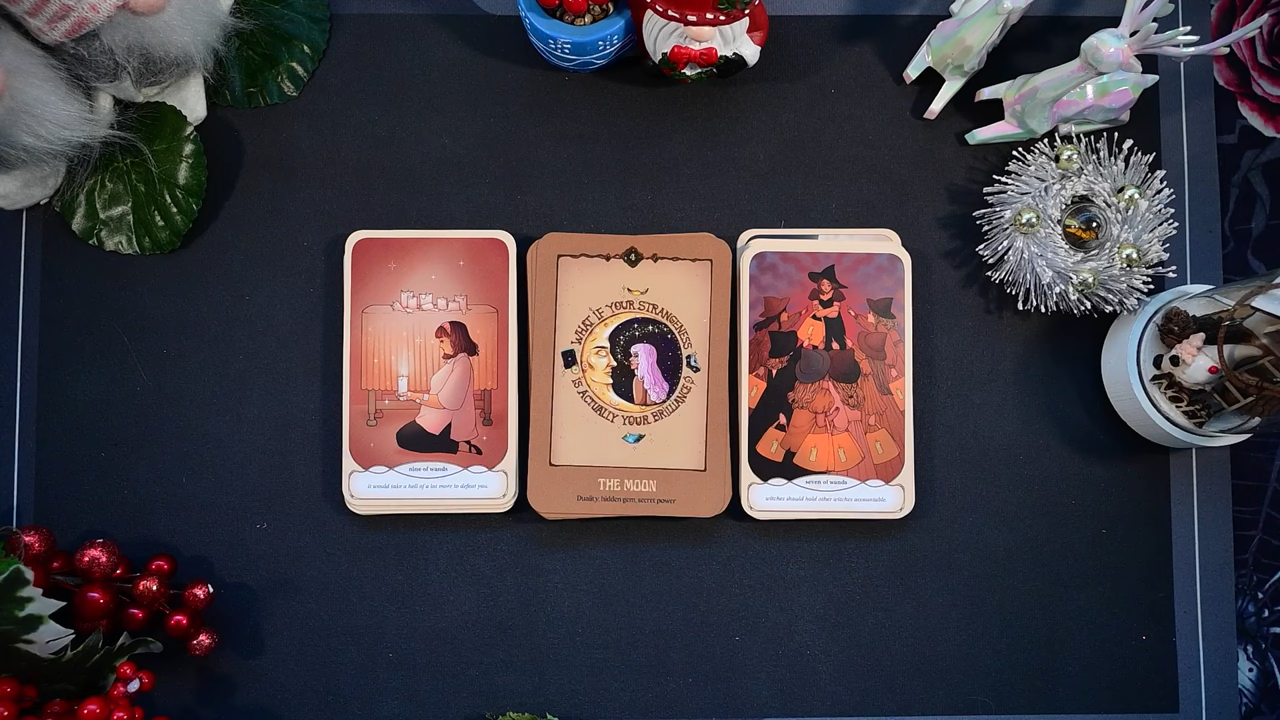 nine of wands
it would take a hell of a lot more to defeat you.
4
WHAT IF YOUR STRANGENESS
IS ACTUALLY YOUR BRILLIANCE?
THE MOON
Duality, hidden gem, secret power
seven of wands
witches should hold other witches accountable.